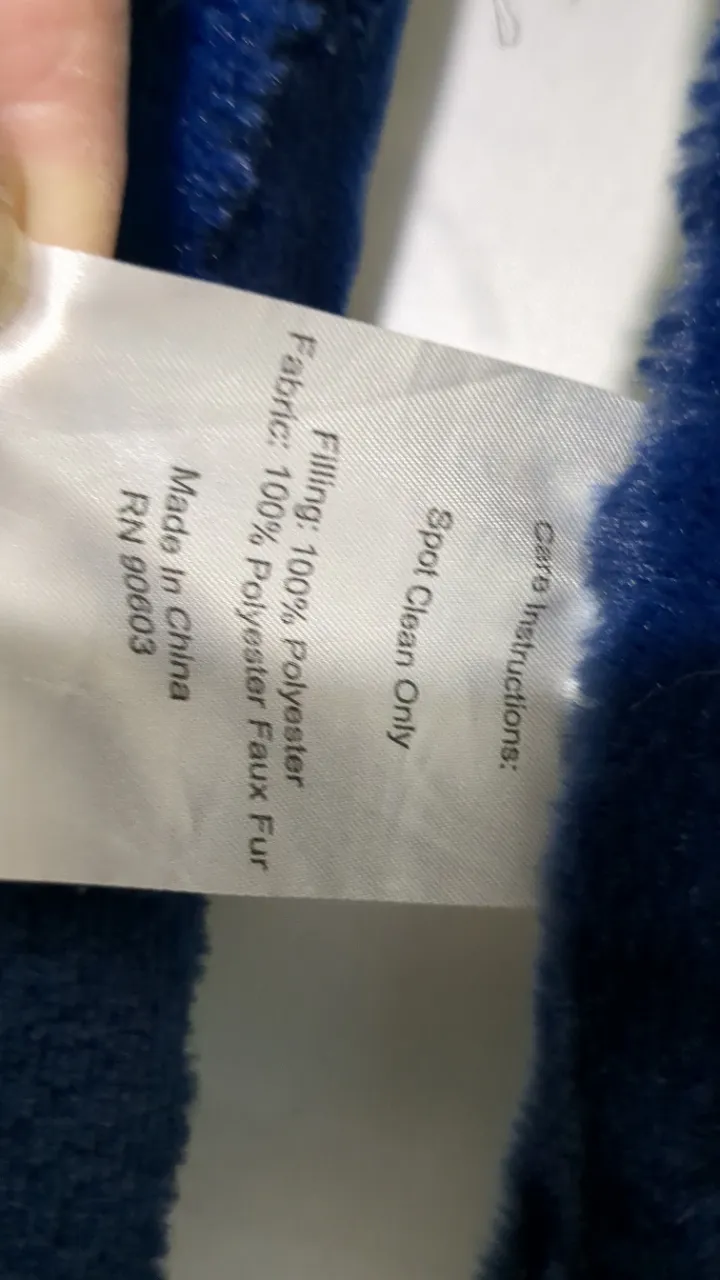 Care Instructions:
Spot Clean Only
Filling: 100% Polyester
Fabric: 100% Polyester Faux Fur
Made In China
RN 90603